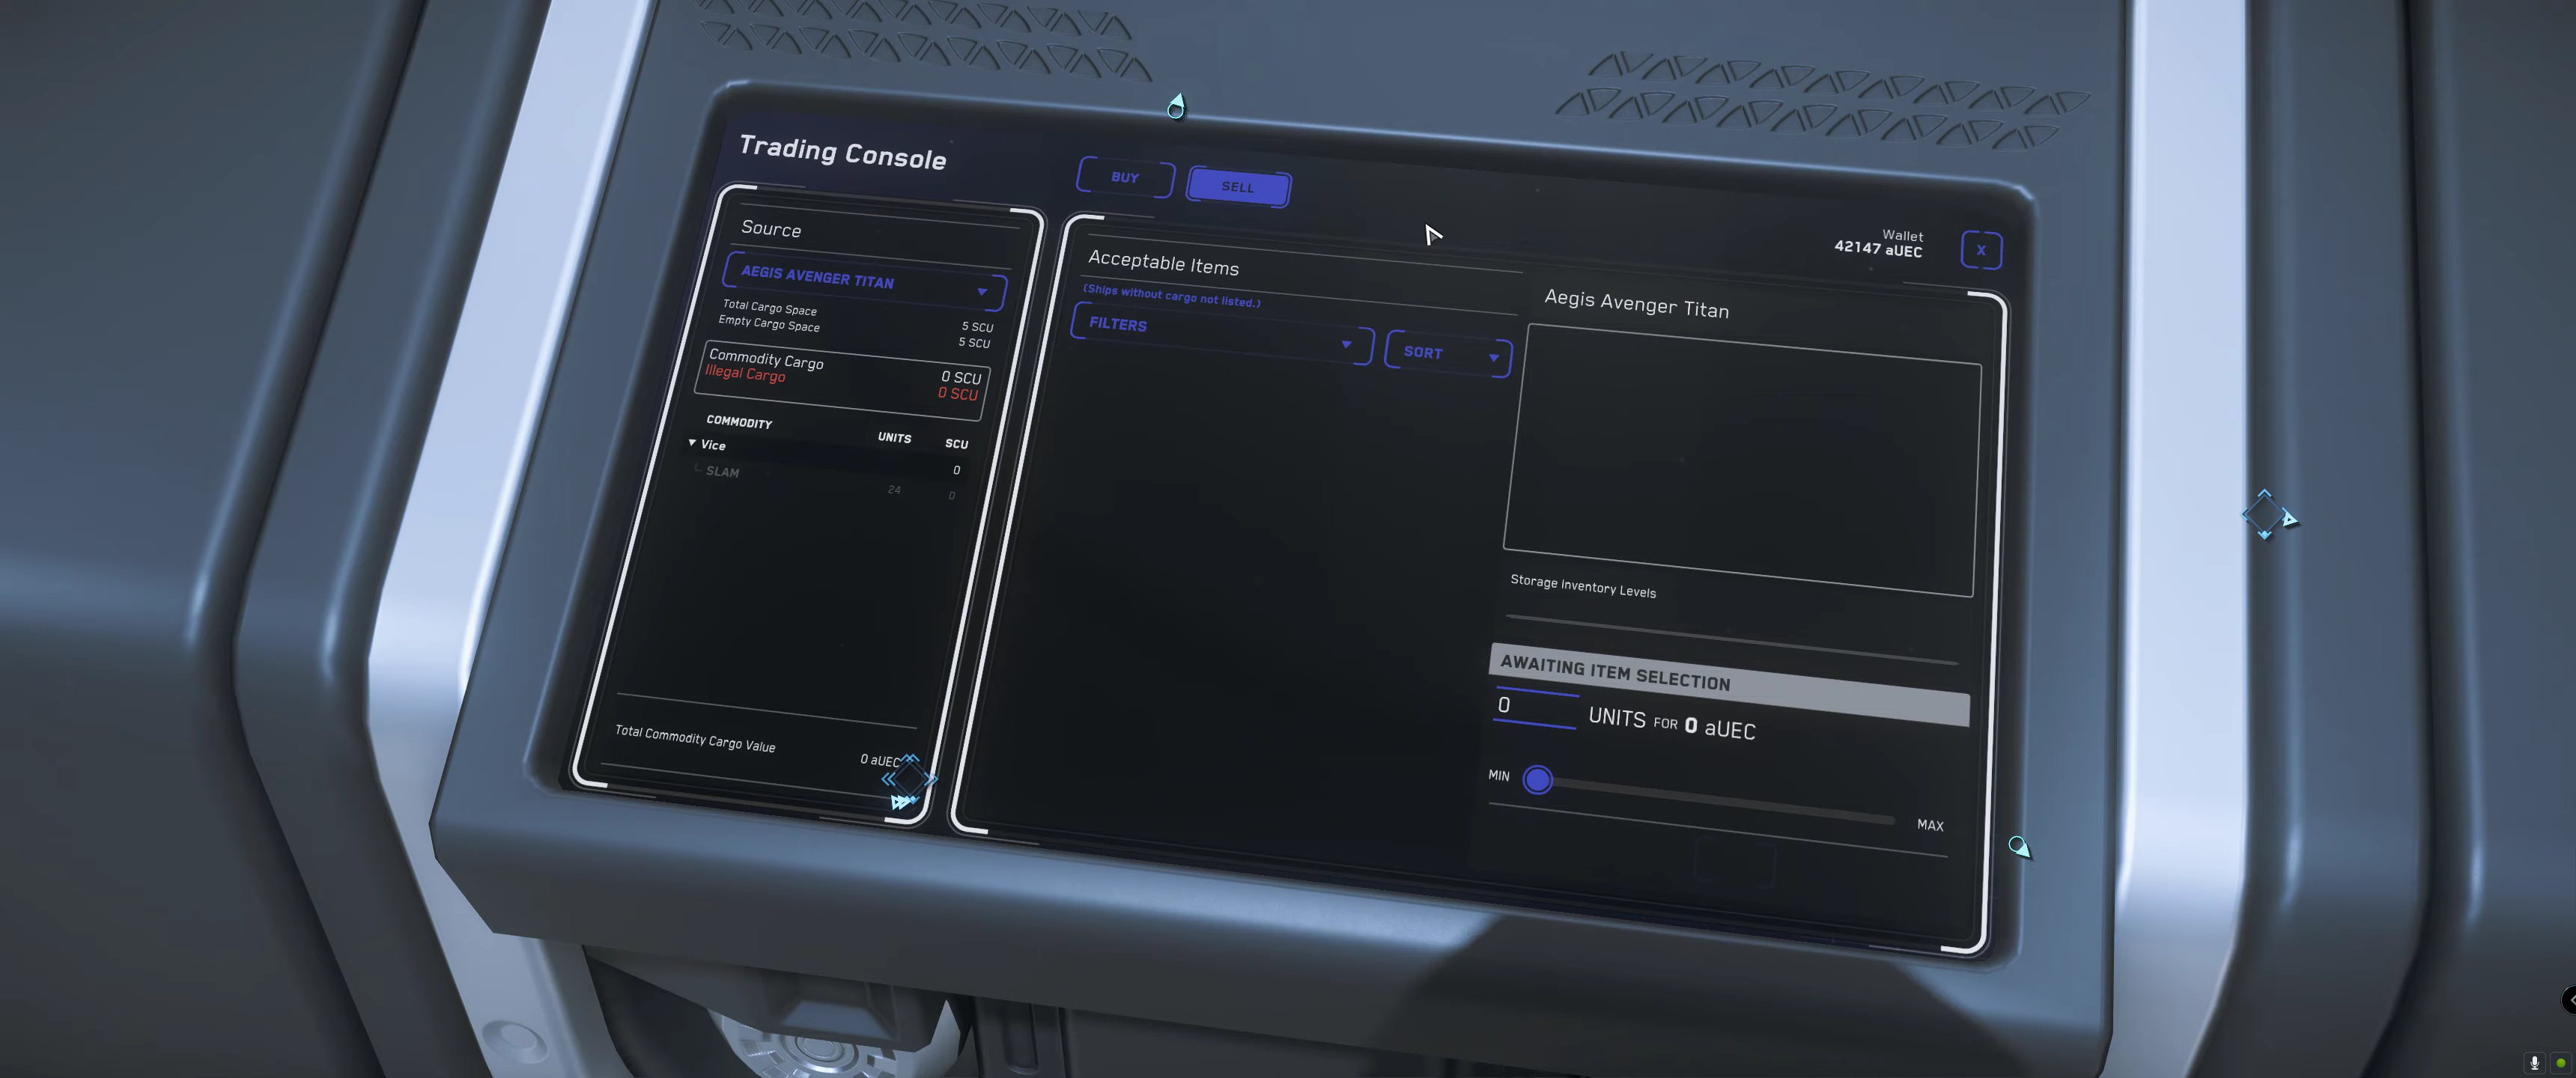 Trading Console
BUY
SELL
Wallet
42147 aUEC
X
Source
AEGIS AVENGER TITAN
Total Cargo Space 5 SCU
Empty Cargo Space 5 SCU
Commodity Cargo 0 SCU
Illegal Cargo 0 SCU
COMMODITY UNITS SCU
Vice 0
SLAM 24 0
Total Commodity Cargo Value 0 aUEC
Acceptable Items
(Ships without cargo not listed.)
FILTERS
SORT
Aegis Avenger Titan
Storage Inventory Levels
AWAITING ITEM SELECTION
0 UNITS FOR 0 aUEC
MIN
MAX